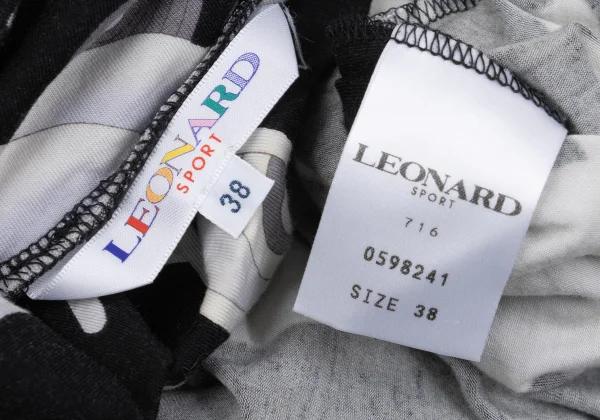 LEONARD
SPORT
38
LEONARD
SPORT
716
0598241
SIZE 38